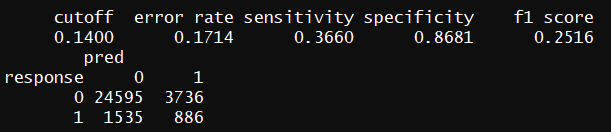 cutoff error rate sensitivity specificity f1 score
0.1400 0.1714 0.3660 0.8681 0.2516
pred
response 0 1
0 24595 3736
1 1535 886